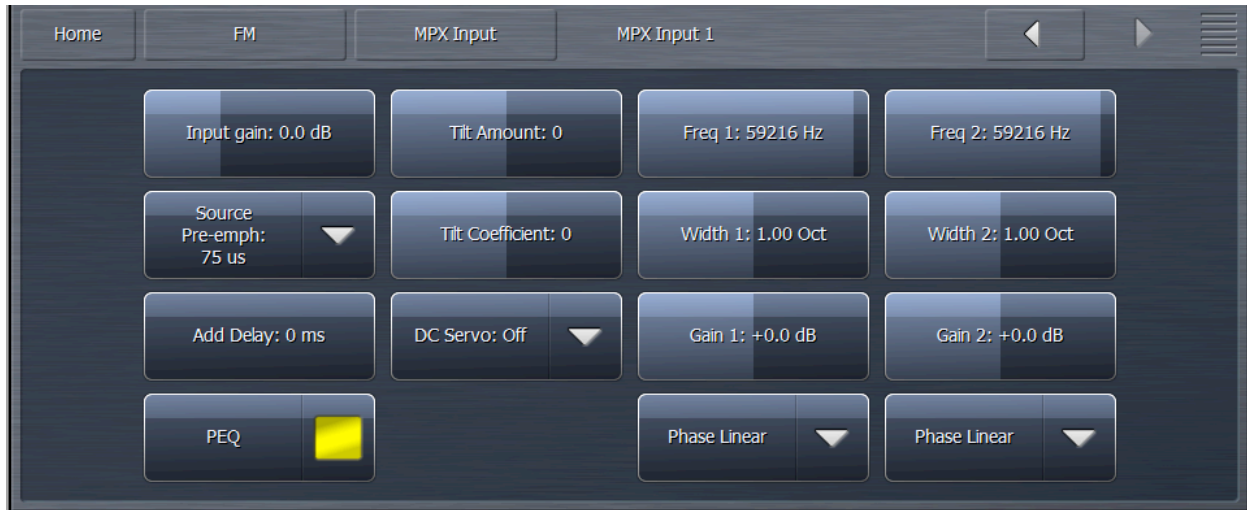 Home FM MPX Input MPX Input 1
Input gain: 0.0 dB Tilt Amount: 0 Freq 1: 59216 Hz Freq 2: 59216 Hz
Source
Pre-emph:
75 us
Tilt Coefficient: 0 Width 1: 1.00 Oct Width 2: 1.00 Oct
Add Delay: 0 ms DC Servo: Off Gain 1: +0.0 dB Gain 2: +0.0 dB
PEQ Phase Linear Phase Linear